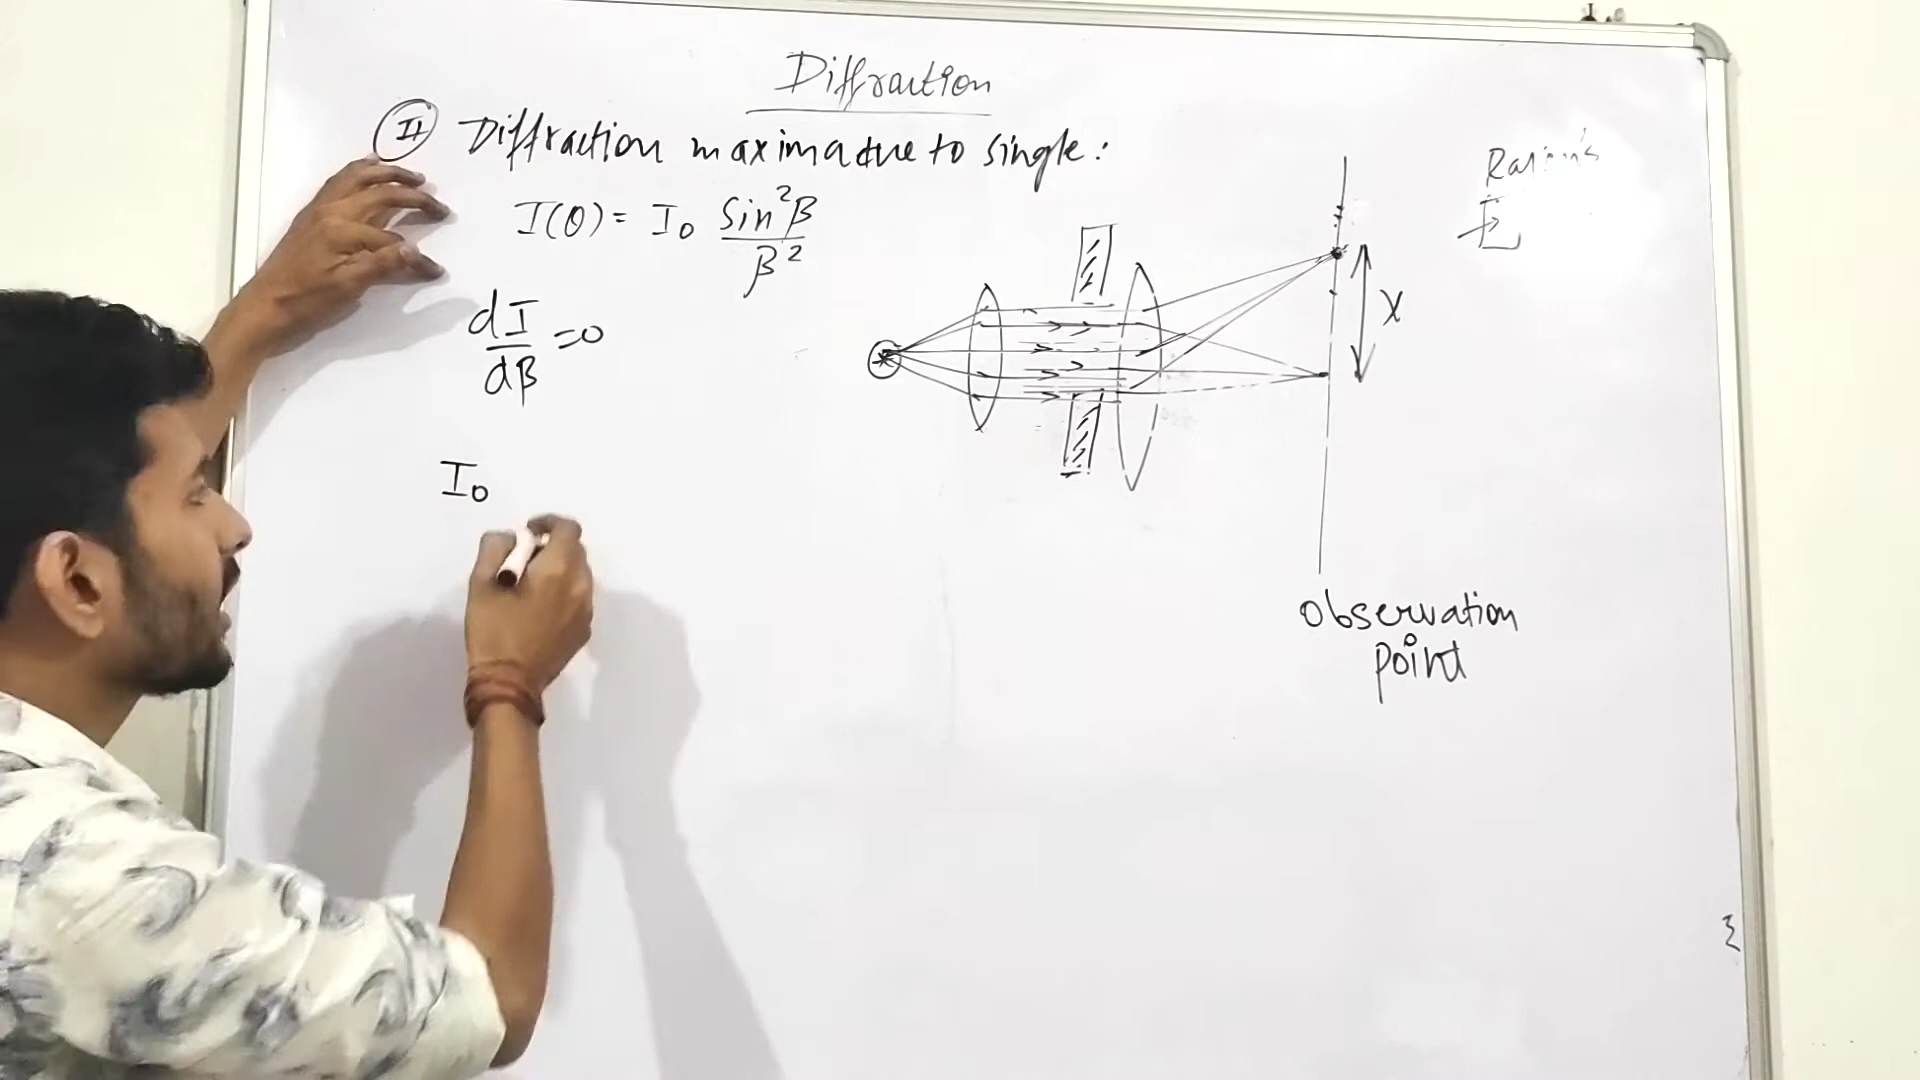 Diffraction
II Diffraction maxima due to single:
I(θ) = I₀ Sin²β / β²
dI/dβ = 0
I₀
X
Observation
point